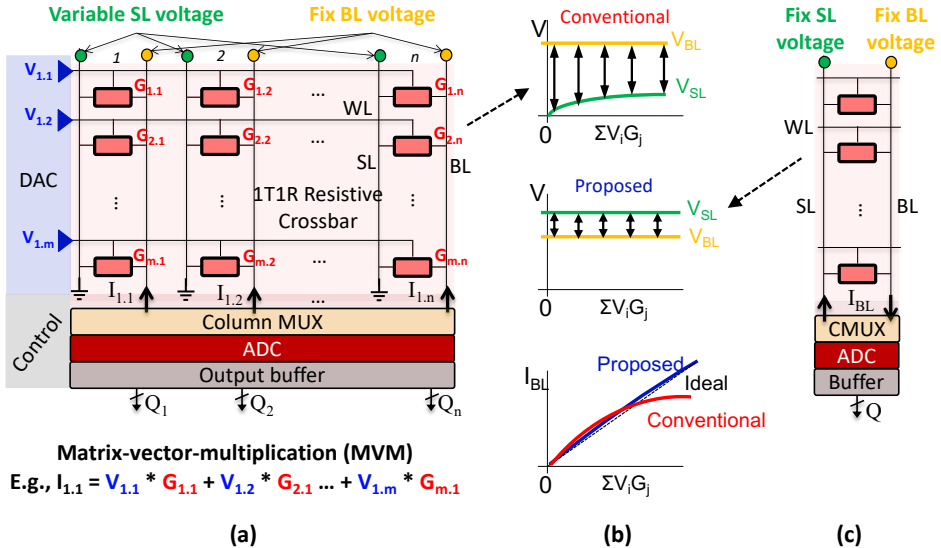 Variable SL voltage
Fix BL voltage
1
2
n
V1.1
G1.1
G1.2
...
G1.n
WL
V1.2
G2.1
G2.2
...
G2.n
SL
BL
DAC
1T1R Resistive
Crossbar
⋮
⋮
⋮
V1.m
Gm.1
Gm.2
...
Gm.n
I1.1
I1.2
...
I1.n
Control
Column MUX
ADC
Output buffer
Q1
Q2
Qn
Matrix-vector-multiplication (MVM)
E.g., I1.1 = V1.1 * G1.1 + V1.2 * G2.1 ... + V1.m * Gm.1
(a)
Conventional
V
VBL
VSL
0
ΣViGj
Proposed
V
VSL
VBL
0
ΣViGj
IBL
Proposed
Ideal
Conventional
0
ΣViGj
(b)
Fix SL
voltage
Fix BL
voltage
WL
SL
BL
⋮
IBL
CMUX
ADC
Buffer
Q
(c)